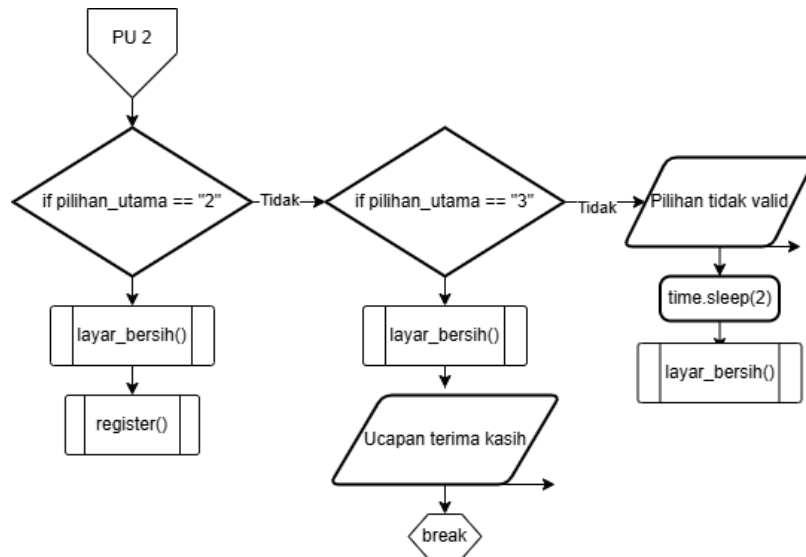 PU 2
if pilihan_utama == "2"
Tidak
if pilihan_utama == "3"
Tidak
Pilihan tidak valid
layar_bersih()
register()
layar_bersih()
Ucapan terima kasih
break
time.sleep(2)
layar_bersih()